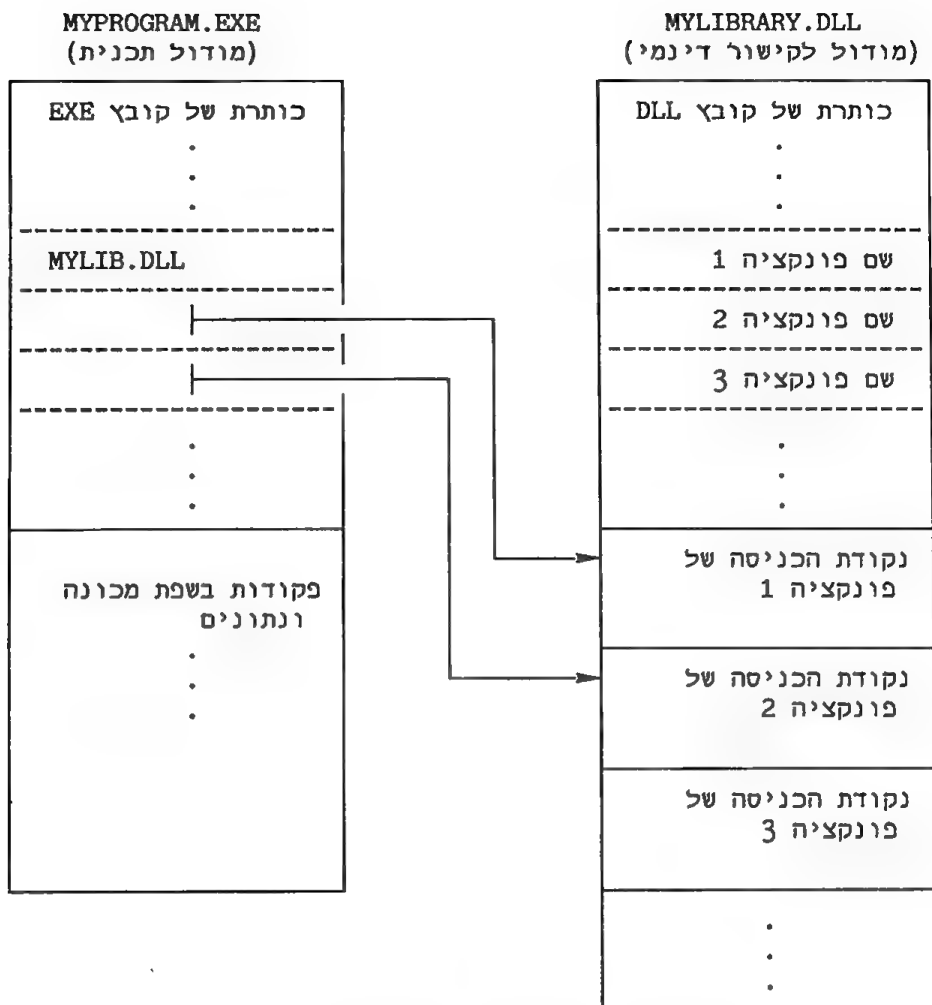 MYPROGRAM.EXE
(מודול תכנית)
כותרת של קובץ EXE
MYLIB.DLL
פקודות בשפת מכונה
ונתונים
MYLIBRARY.DLL
(מודול לקישור דינמי)
כותרת של קובץ DLL
שם פונקציה 1
שם פונקציה 2
שם פונקציה 3
נקודת הכניסה של
פונקציה 1
נקודת הכניסה של
פונקציה 2
נקודת הכניסה של
פונקציה 3